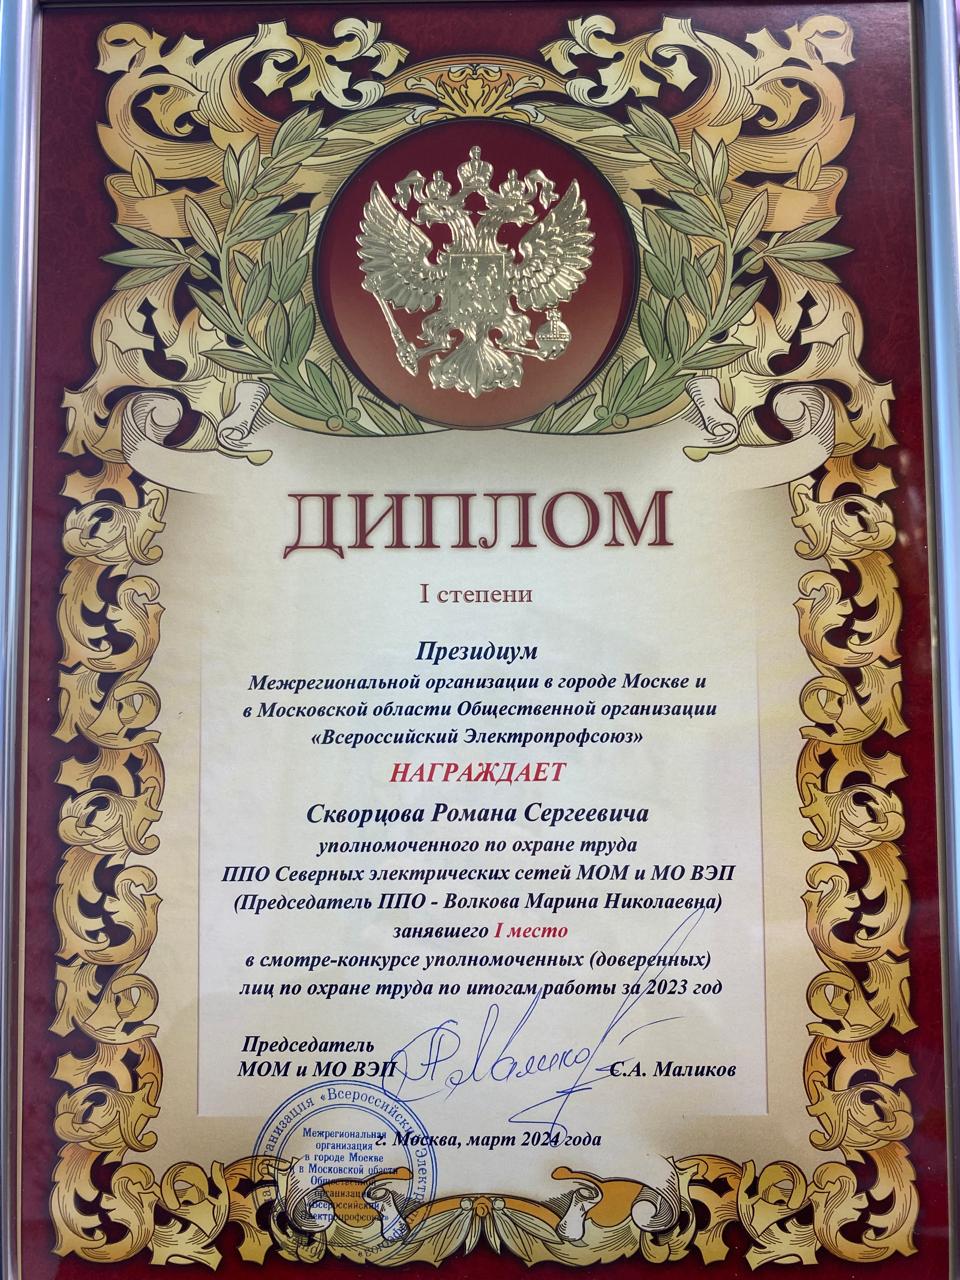 ДИПЛОМ
I степени
Президиум
Межрегиональной организации в городе Москве и
в Московской области Общественной организации
«Всероссийский Электропрофсоюз»
НАГРАЖДАЕТ
Скворцова Романа Сергеевича
уполномоченного по охране труда
ППО Северных электрических сетей МОМ и МО ВЭП
(Председатель ППО - Волкова Марина Николаевна)
занявшего I место
в смотре-конкурсе уполномоченных (доверенных)
лиц по охране труда по итогам работы за 2023 год
Председатель
МОМ и МО ВЭП
С.А. Маликов
г. Москва, март 2024 года
организация «Всероссийский Электро
Межрегиональная
организация
в городе Москве
в Московской области
Общественной
организации
«Всероссийский
Электропрофсоюз»